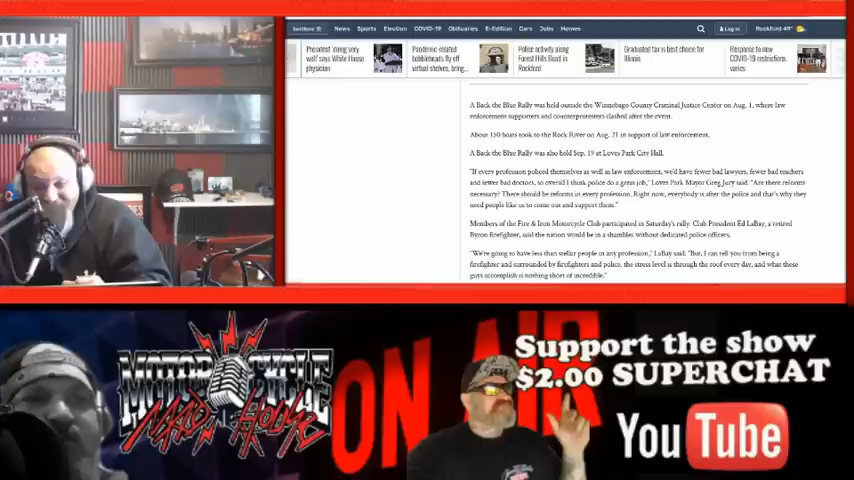 Sections
News
Sports
Election
COVID-19
Obituaries
E-Edition
Cars
Jobs
Homes
Log in
Rockford 49°
President 'doing very
well' says White House
physician
Pandemic-related
bobbleheads fly off
virtual shelves, bring...
Police activity along
Forest Hills Road in
Rockford
Graduated tax is best choice for
Illinois
Response to new
COVID-19 restrictions
varies
A Back the Blue Rally was held outside the Winnebago County Criminal Justice Center on Aug. 1, where law
enforcement supporters and counterprotesters clashed after the event.
About 150 boats took to the Rock River on Aug. 21 in support of law enforcement.
A Back the Blue Rally was also held Sep. 19 at Loves Park City Hall.
"If every profession policed themselves as well as law enforcement, we'd have fewer bad lawyers, fewer bad teachers
and fewer bad doctors, so overall I think police do a great job," Loves Park Mayor Greg Jury said. "Are there reforms
necessary? There should be reforms in every profession. Right now, everybody is after the police and that's why they
need people like us to come out and support them."
Members of the Fire & Iron Motorcycle Club participated in Saturday's rally. Club President Ed LaBay, a retired
Byron firefighter, said the nation would be in a shambles without dedicated police officers.
"We're going to have less than stellar people in any profession," LaBay said. "But, I can tell you from being a
firefighter and surrounded by firefighters and police, the stress level is through the roof every day, and what these
guys accomplish is nothing short of incredible."
MOTORCYCLE
MAD HOUSE
ON AIR
Support the show
$2.00 SUPERCHAT
YouTube